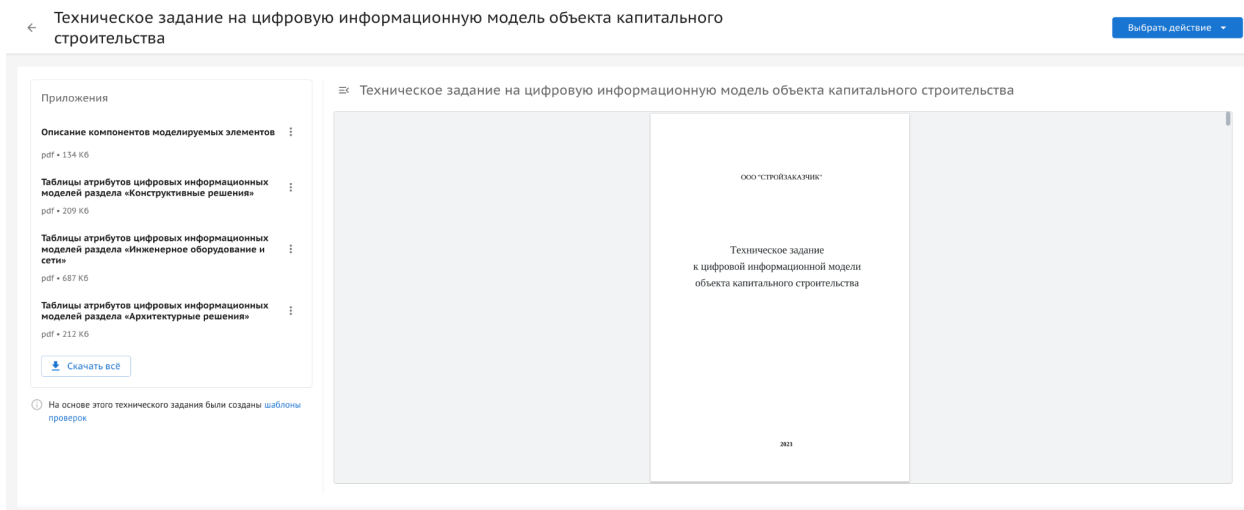 Техническое задание на цифровую информационную модель объекта капитального
строительства
Выбрать действие
Приложения
Описание компонентов моделируемых элементов
pdf • 134 Кб
Таблицы атрибутов цифровых информационных
моделей раздела «Конструктивные решения»
pdf • 209 Кб
Таблицы атрибутов цифровых информационных
моделей раздела «Инженерное оборудование и
сети»
pdf • 687 Кб
Таблицы атрибутов цифровых информационных
моделей раздела «Архитектурные решения»
pdf • 212 Кб
Скачать всё
На основе этого технического задания были созданы шаблоны
проверок
Техническое задание на цифровую информационную модель объекта капитального строительства
ООО "СТРОЙЗАКАЗЧИК"
Техническое задание
к цифровой информационной модели
объекта капитального строительства
2023